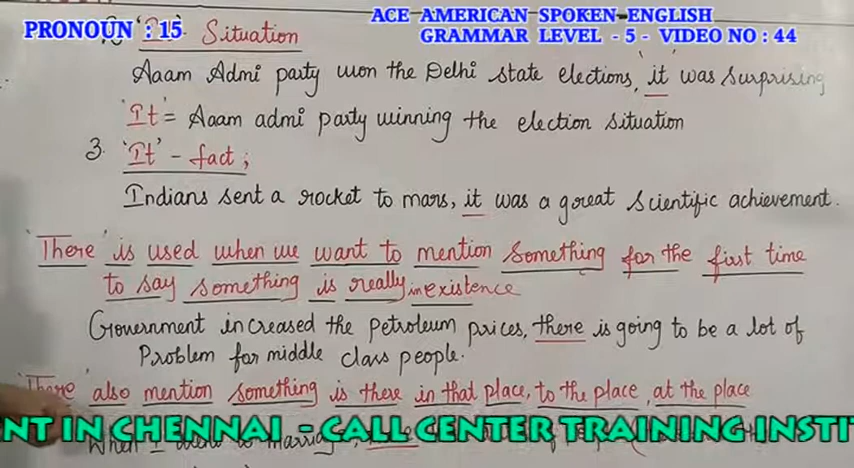 ACE AMERICAN SPOKEN ENGLISH
PRONOUN : 15
GRAMMAR LEVEL - 5 - VIDEO NO : 44
'It' Situation
Aaam Admi party won the Delhi state elections, 'it' was surprising
'It' = Aaam admi party winning the election situation
3. 'It' - fact;
Indians sent a rocket to mars, it was a great scientific achievement.
'There' is used when we want to mention something for the first time
to say something is really in existence
Government increased the petroleum prices, there is going to be a lot of
Problem for middle class people.
'There' also mention something is there in that place, to the place, at the place
NT IN CHENNAI - CALL CENTER TRAINING INSTI
When I